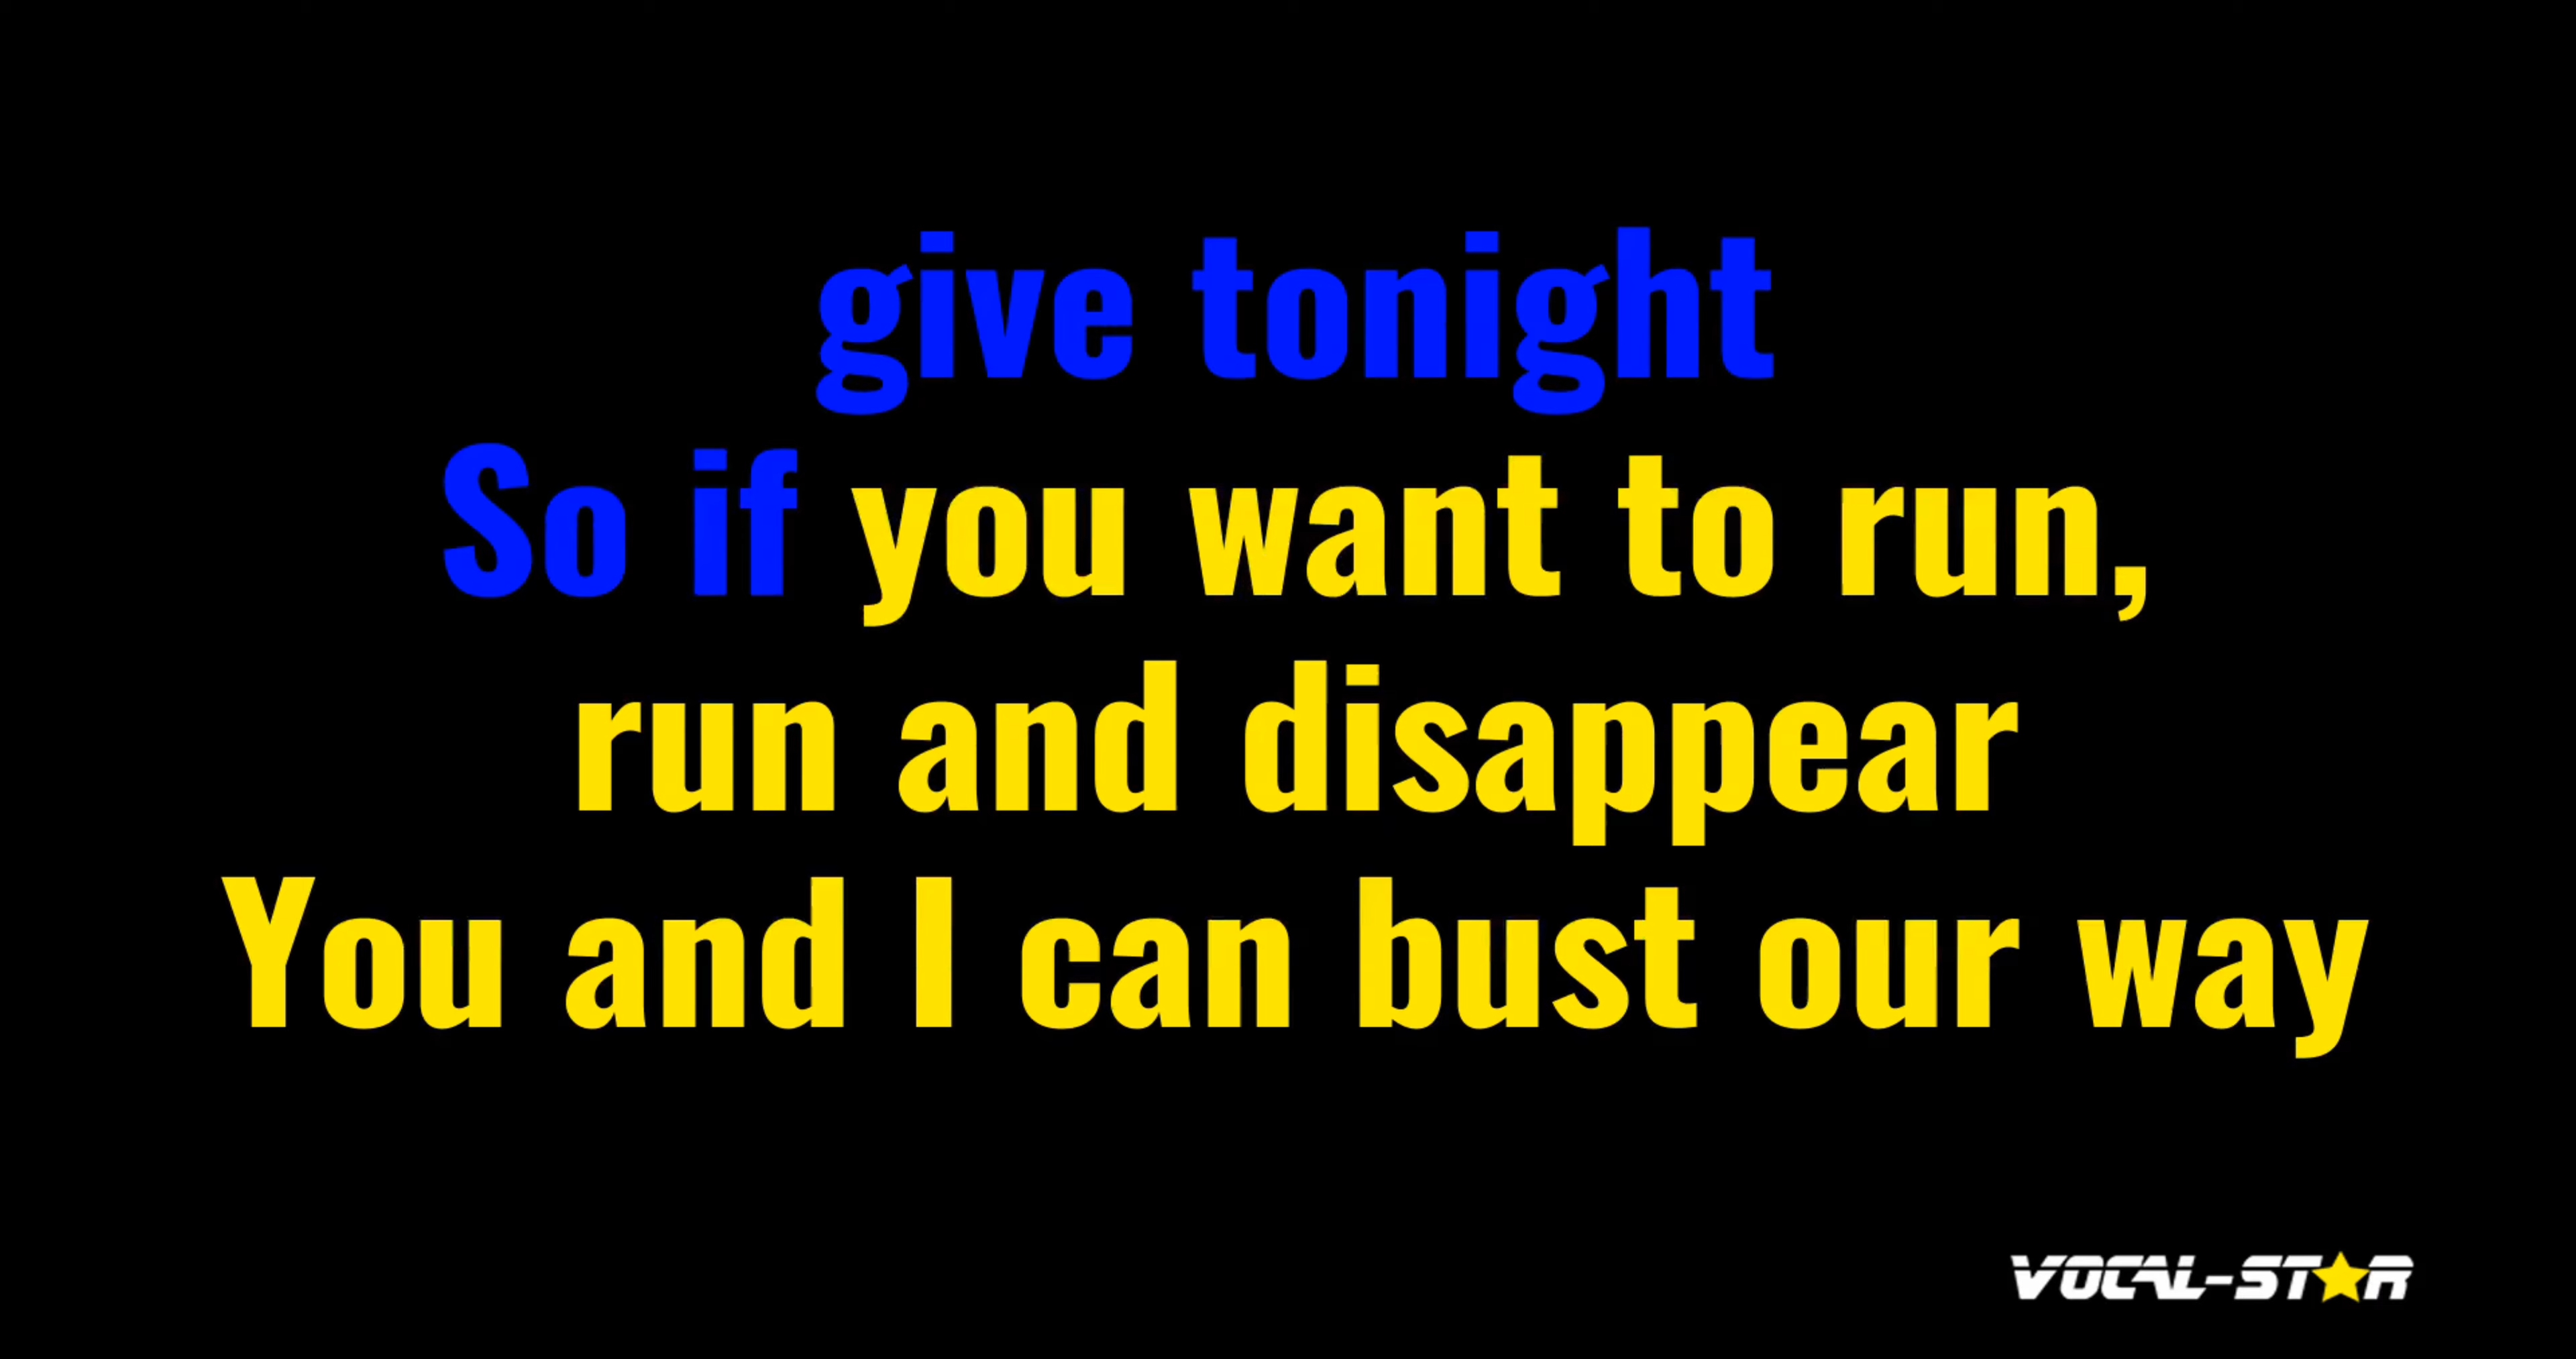 give tonight
So if you want to run,
run and disappear
You and I can bust our way
VOCAL-STAR